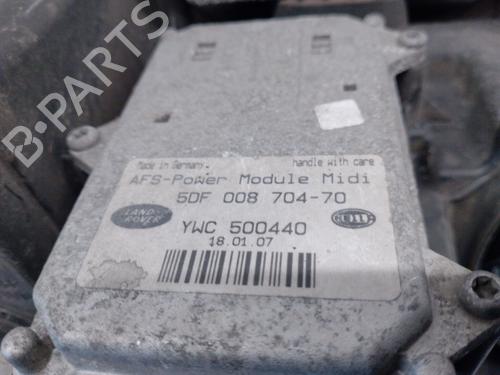 B-PARTS
Made in Germany. handle with care
AFS-Power Module Midi
5DF 008 704-70
LAND-ROVER
HELLA
YWC 500440
18.01.07